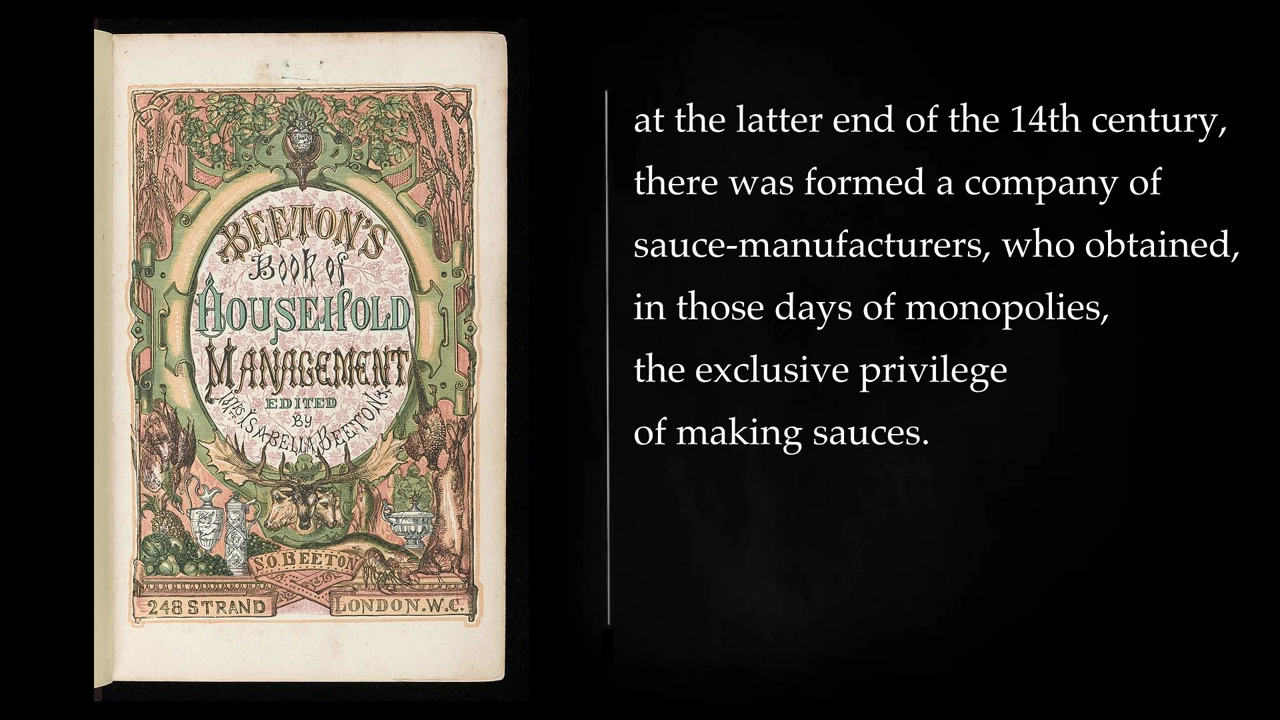 BEETON'S
Book of
HOUSEHOLD
MANAGEMENT
EDITED
BY
MRS ISABELLA BEETON
S.O. BEETON
248 STRAND
LONDON. W.C.
at the latter end of the 14th century,
there was formed a company of
sauce-manufacturers, who obtained,
in those days of monopolies,
the exclusive privilege
of making sauces.